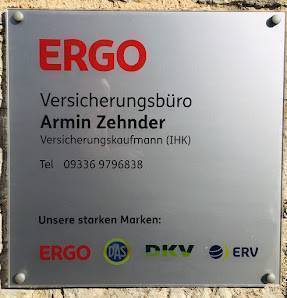 ERGO
Versicherungsbüro
Armin Zehnder
Versicherungskaufmann (IHK)
Tel 09336 9796838
Unsere starken Marken:
ERGO DAS DKV ERV